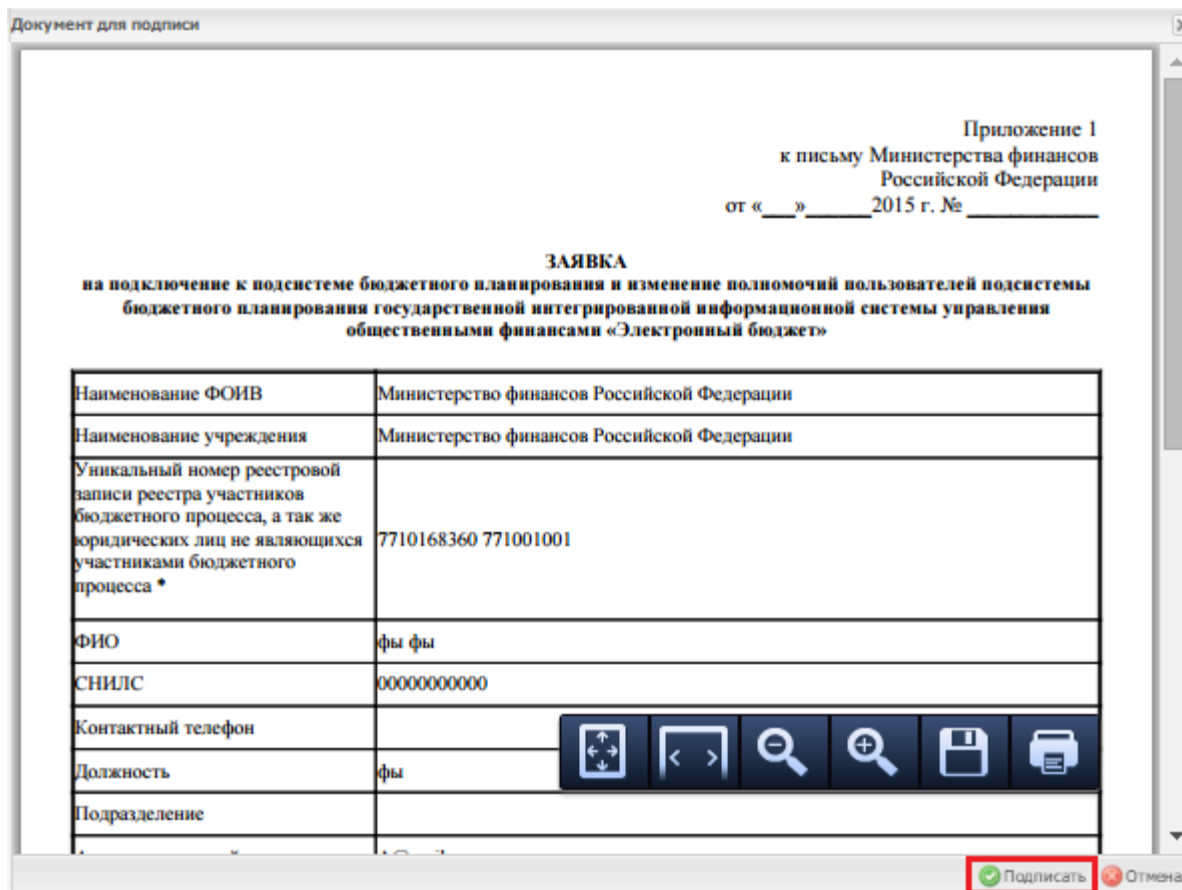 Документ для подписи
Приложение 1
к письму Министерства финансов
Российской Федерации
от «___»______2015 г. № ____________
ЗАЯВКА
на подключение к подсистеме бюджетного планирования и изменение полномочий пользователей подсистемы
бюджетного планирования государственной интегрированной информационной системы управления
общественными финансами «Электронный бюджет»
Наименование ФОИВ Министерство финансов Российской Федерации
Наименование учреждения Министерство финансов Российской Федерации
Уникальный номер реестровой
записи реестра участников
бюджетного процесса, а так же
юридических лиц не являющихся
участниками бюджетного
процесса *
7710168360 771001001
ФИО фы фы
СНИЛС 00000000000
Контактный телефон
Должность фы
Подразделение
Подписать Отмена